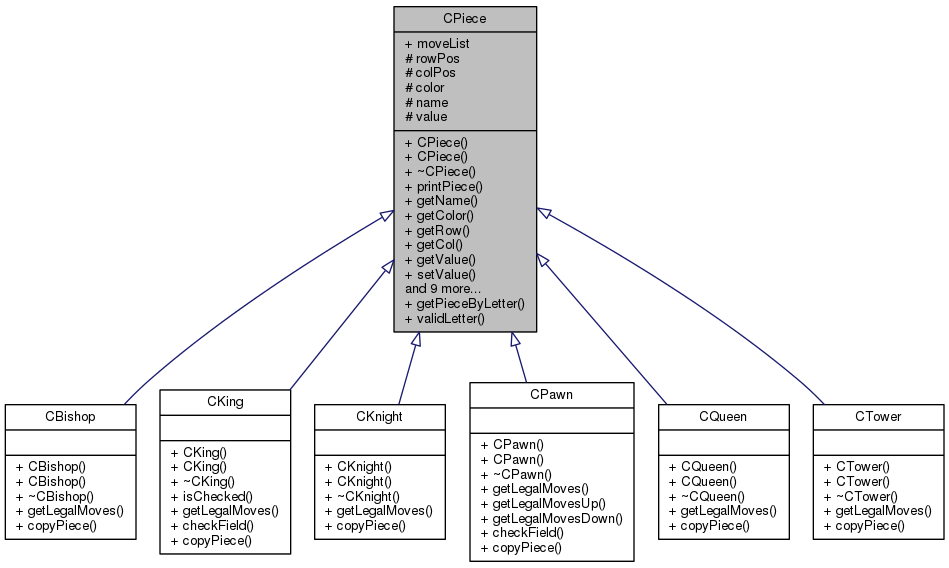 CPiece
+ moveList
# rowPos
# colPos
# color
# name
# value
+ CPiece()
+ CPiece()
+ ~CPiece()
+ printPiece()
+ getName()
+ getColor()
+ getRow()
+ getCol()
+ getValue()
+ setValue()
and 9 more...
+ getPieceByLetter()
+ validLetter()
CBishop
+ CBishop()
+ CBishop()
+ ~CBishop()
+ getLegalMoves()
+ copyPiece()
CKing
+ CKing()
+ CKing()
+ ~CKing()
+ isChecked()
+ getLegalMoves()
+ checkField()
+ copyPiece()
CKnight
+ CKnight()
+ CKnight()
+ ~CKnight()
+ getLegalMoves()
+ copyPiece()
CPawn
+ CPawn()
+ CPawn()
+ ~CPawn()
+ getLegalMoves()
+ getLegalMovesUp()
+ getLegalMovesDown()
+ checkField()
+ copyPiece()
CQueen
+ CQueen()
+ CQueen()
+ ~CQueen()
+ getLegalMoves()
+ copyPiece()
CTower
+ CTower()
+ CTower()
+ ~CTower()
+ getLegalMoves()
+ copyPiece()